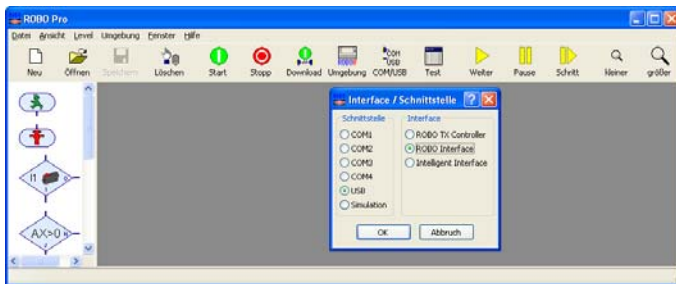 ROBO Pro
Datei Ansicht Level Umgebung Fenster Hilfe
Neu Öffnen Speichern Löschen Start Stopp Download Umgebung COM/USB Test Weiter Pause Schritt kleiner größer
COM
USB
Interface / Schnittstelle
Schnittstelle
COM1
COM2
COM3
COM4
USB
Simulation
Interface
ROBO TX Controller
ROBO Interface
Intelligent Interface
OK Abbruch
I1
AX>0